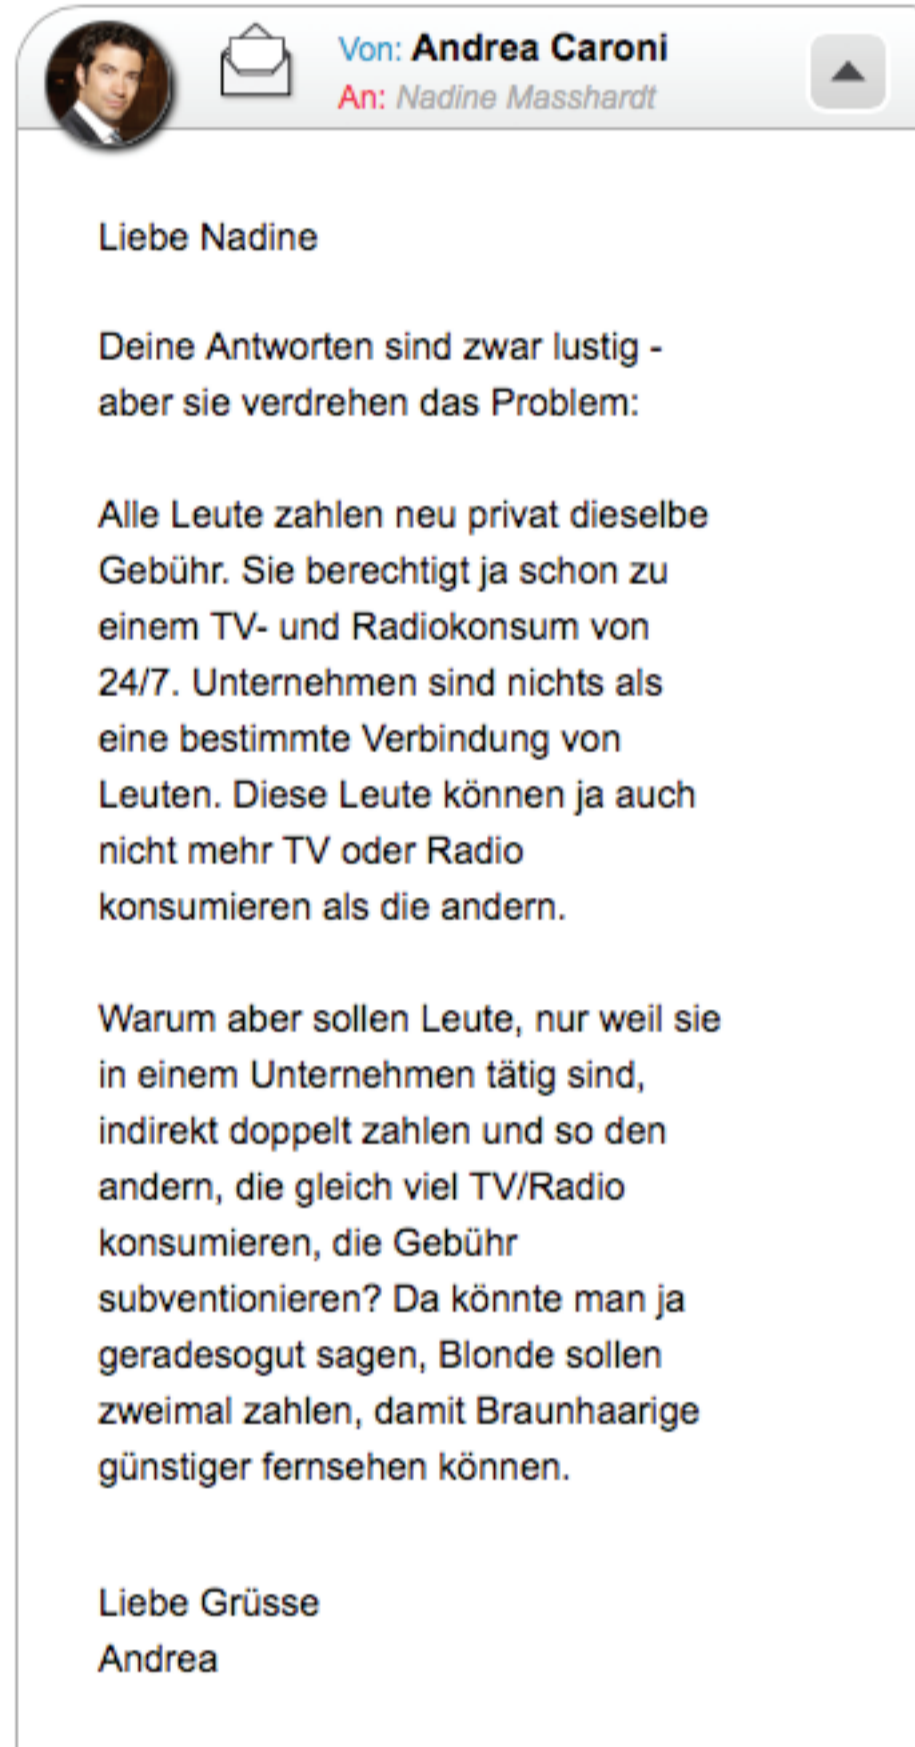 Von: Andrea Caroni
An: Nadine Masshardt
Liebe Nadine
Deine Antworten sind zwar lustig -
aber sie verdrehen das Problem:
Alle Leute zahlen neu privat dieselbe
Gebühr. Sie berechtigt ja schon zu
einem TV- und Radiokonsum von
24/7. Unternehmen sind nichts als
eine bestimmte Verbindung von
Leuten. Diese Leute können ja auch
nicht mehr TV oder Radio
konsumieren als die andern.
Warum aber sollen Leute, nur weil sie
in einem Unternehmen tätig sind,
indirekt doppelt zahlen und so den
andern, die gleich viel TV/Radio
konsumieren, die Gebühr
subventionieren? Da könnte man ja
geradesogut sagen, Blonde sollen
zweimal zahlen, damit Braunhaarige
günstiger fernsehen können.
Liebe Grüsse
Andrea